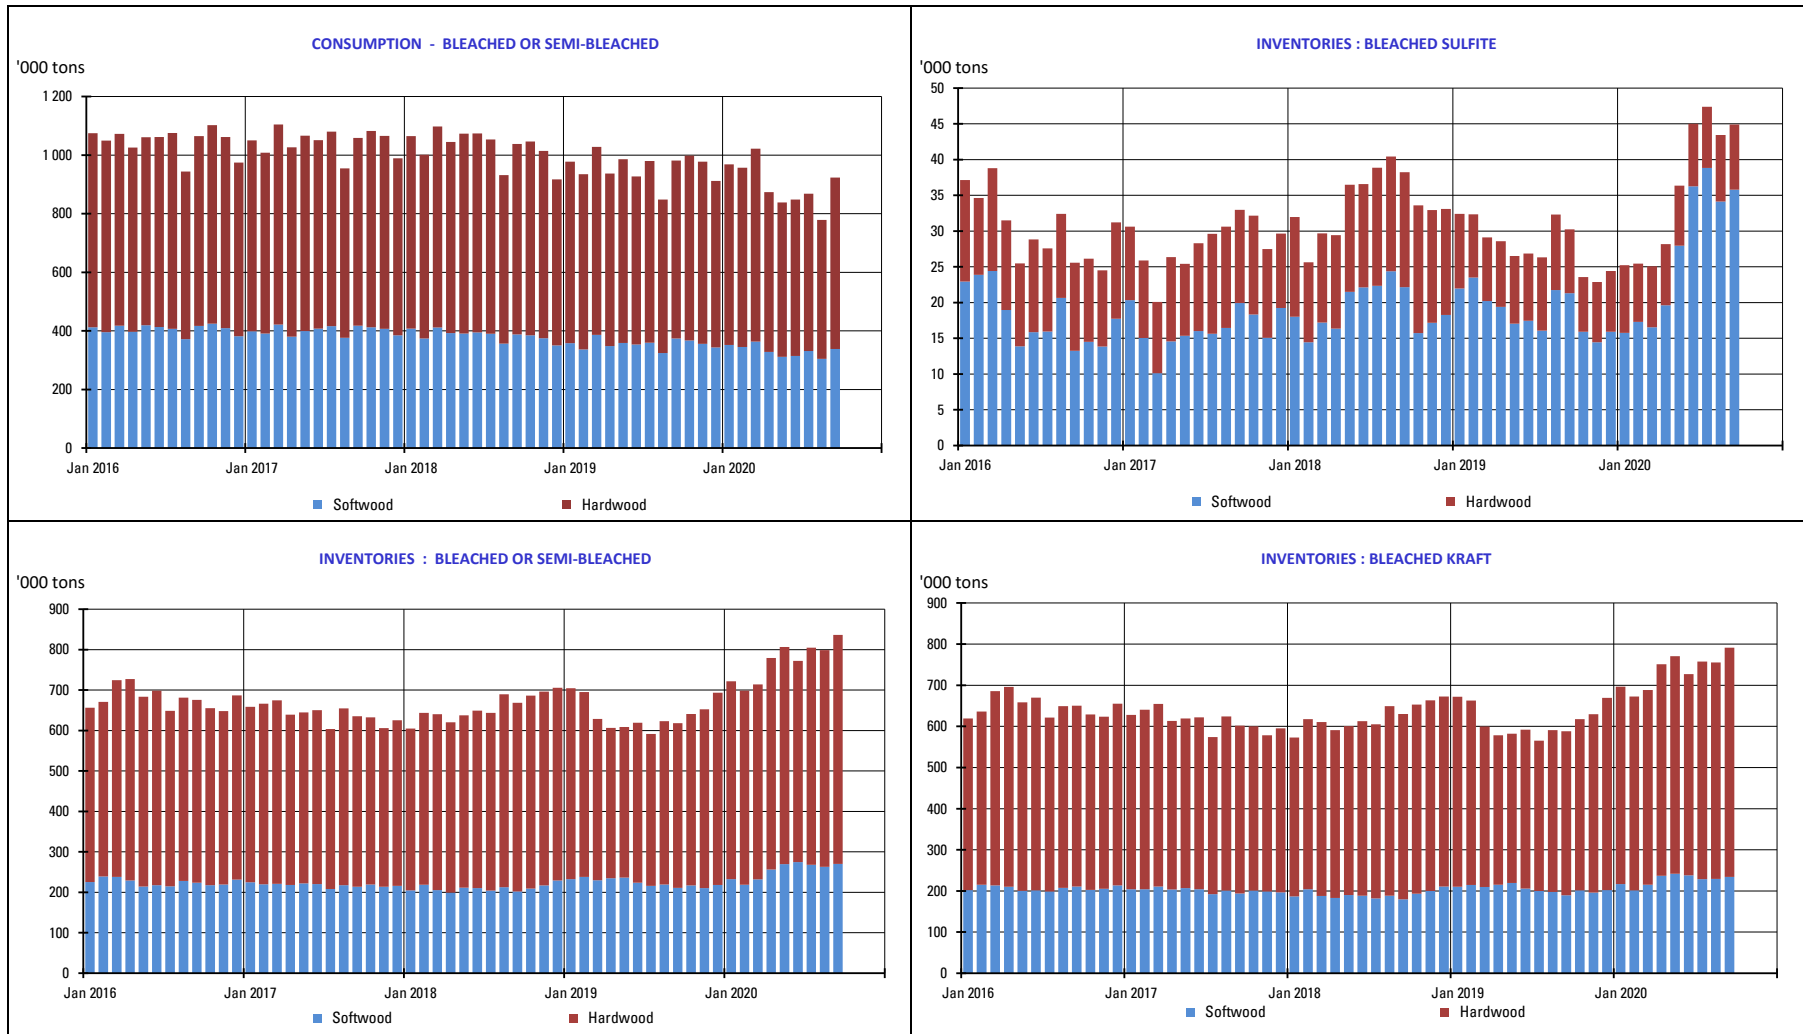 CONSUMPTION - BLEACHED OR SEMI-BLEACHED
'000 tons
1 200
1 000
800
600
400
200
0
Jan 2016 Jan 2017 Jan 2018 Jan 2019 Jan 2020
Softwood Hardwood
INVENTORIES : BLEACHED SULFITE
'000 tons
50
45
40
35
30
25
20
15
10
5
0
Jan 2016 Jan 2017 Jan 2018 Jan 2019 Jan 2020
Softwood Hardwood
INVENTORIES : BLEACHED OR SEMI-BLEACHED
'000 tons
900
800
700
600
500
400
300
200
100
0
Jan 2016 Jan 2017 Jan 2018 Jan 2019 Jan 2020
Softwood Hardwood
INVENTORIES : BLEACHED KRAFT
'000 tons
900
800
700
600
500
400
300
200
100
0
Jan 2016 Jan 2017 Jan 2018 Jan 2019 Jan 2020
Softwood Hardwood